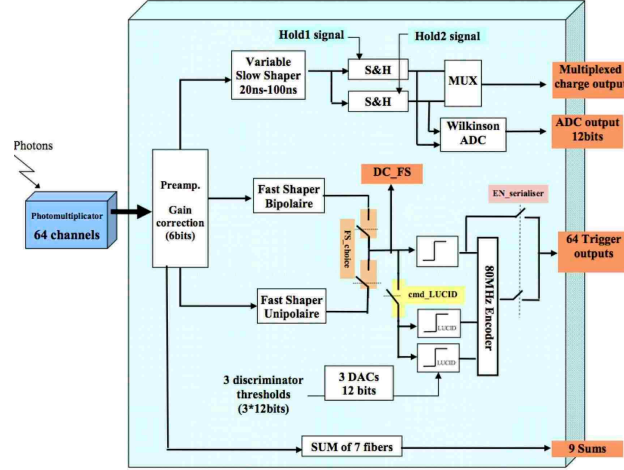 Hold1 signal
Hold2 signal
Variable
Slow Shaper
20ns-100ns
S&H
S&H
MUX
Multiplexed
charge output
Wilkinson
ADC
ADC output
12bits
Photons
Photomultiplicator
64 channels
Preamp.
Gain
correction
(6bits)
Fast Shaper
Bipolaire
DC_FS
EN_serialiser
FS_choice
64 Trigger
outputs
cmd_LUCID
80MHz Encoder
Fast Shaper
Unipolaire
LUCID
LUCID
3 discriminator
thresholds
(3*12bits)
3 DACs
12 bits
SUM of 7 fibers
9 Sums